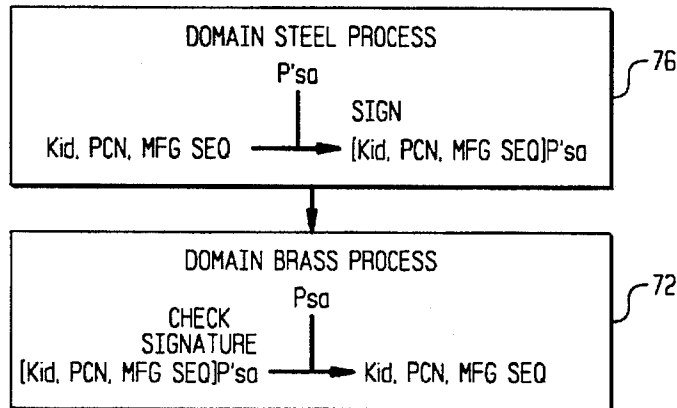 DOMAIN STEEL PROCESS
P'sa
SIGN
Kid, PCN, MFG SEQ
[Kid, PCN, MFG SEQ]P'sa
76
DOMAIN BRASS PROCESS
Psa
CHECK
SIGNATURE
[Kid, PCN, MFG SEQ]P'sa
Kid, PCN, MFG SEQ
72